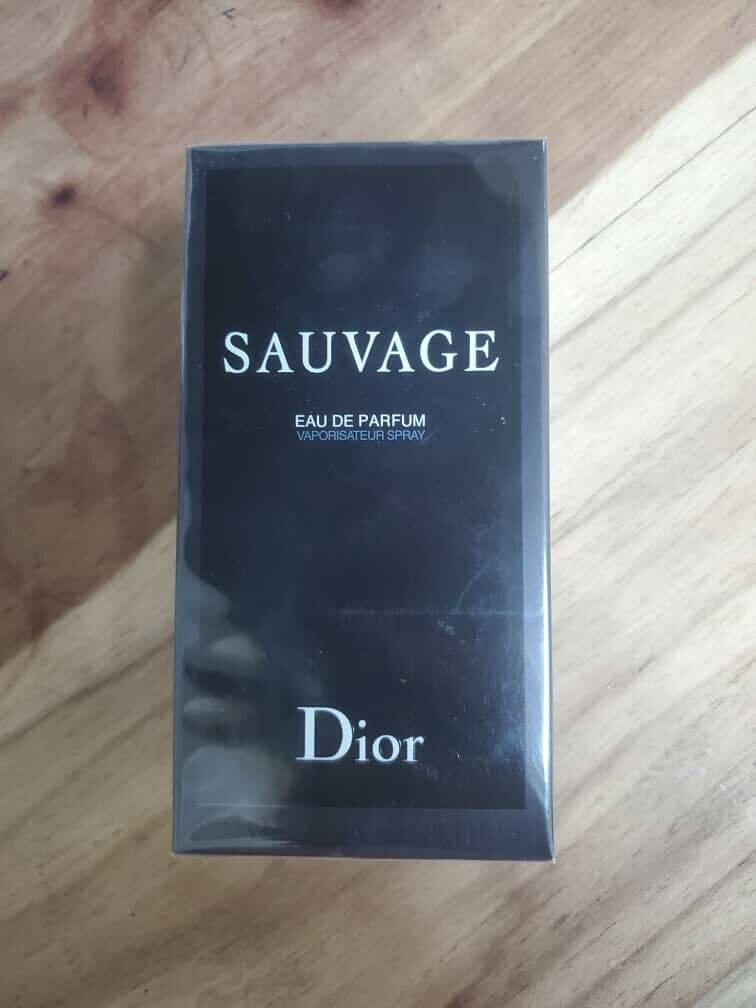 SAUVAGE
EAU DE PARFUM
VAPORISATEUR SPRAY
Dior